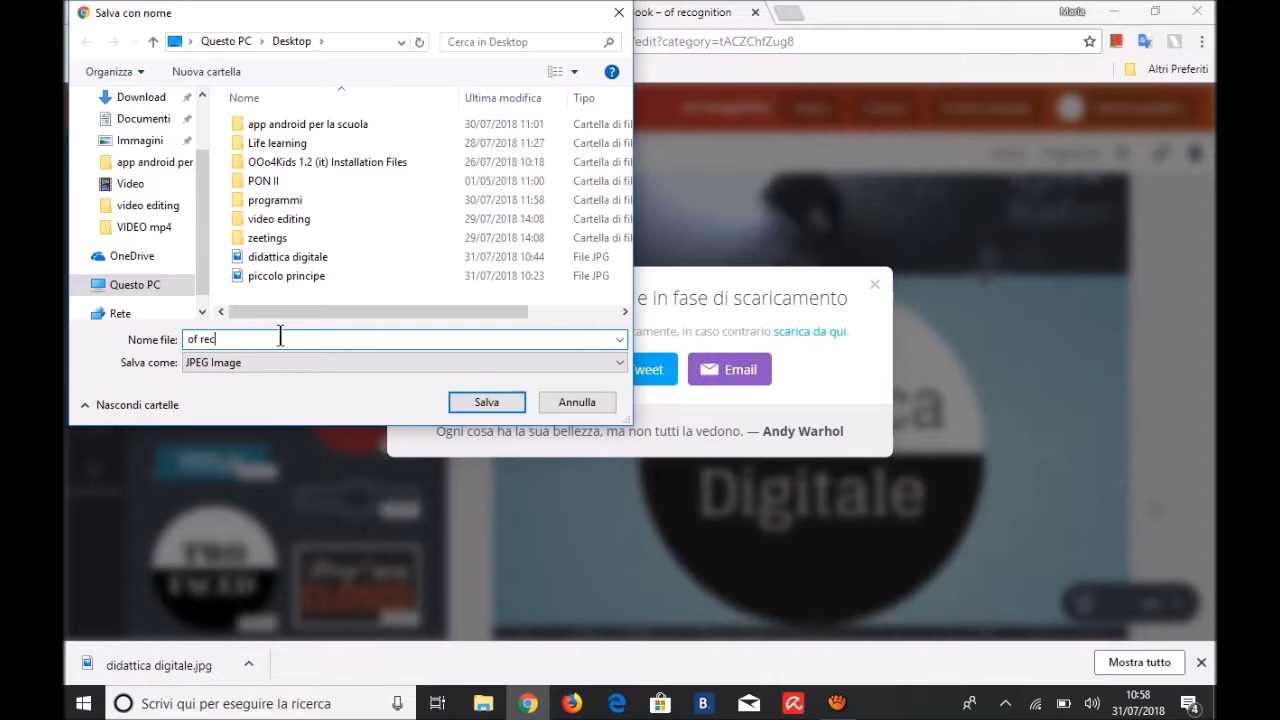 Salva con nome
ook – of recognition
Maria
Questo PC
Desktop
Cerca in Desktop
/edit?category=tACZChfZug8
Organizza
Nuova cartella
Altri Preferiti
Nome
Ultima modifica
Tipo
Download
Documenti
Immagini
app android per
Video
video editing
VIDEO mp4
OneDrive
Questo PC
Rete
app android per la scuola
30/07/2018 11:01
Cartella di fil
Life learning
28/07/2018 11:27
Cartella di fil
OOo4Kids 1.2 (it) Installation Files
26/07/2018 10:18
Cartella di fil
PON II
01/05/2018 11:00
Cartella di fil
programmi
30/07/2018 11:58
Cartella di fil
video editing
29/07/2018 14:08
Cartella di fil
zeetings
29/07/2018 14:08
Cartella di fil
didattica digitale
31/07/2018 10:44
File JPG
piccolo principe
31/07/2018 10:23
File JPG
Nome file:
of rec
Salva come:
JPEG Image
Nascondi cartelle
Salva
Annulla
e in fase di scaricamento
camente, in caso contrario scarica da qui.
weet
Email
Ogni cosa ha la sua bellezza, ma non tutti la vedono. — Andy Warhol
ca
Digitale
TWO
FACED
CLOSED
didattica digitale.jpg
Mostra tutto
Scrivi qui per eseguire la ricerca
B.
10:58
31/07/2018
4